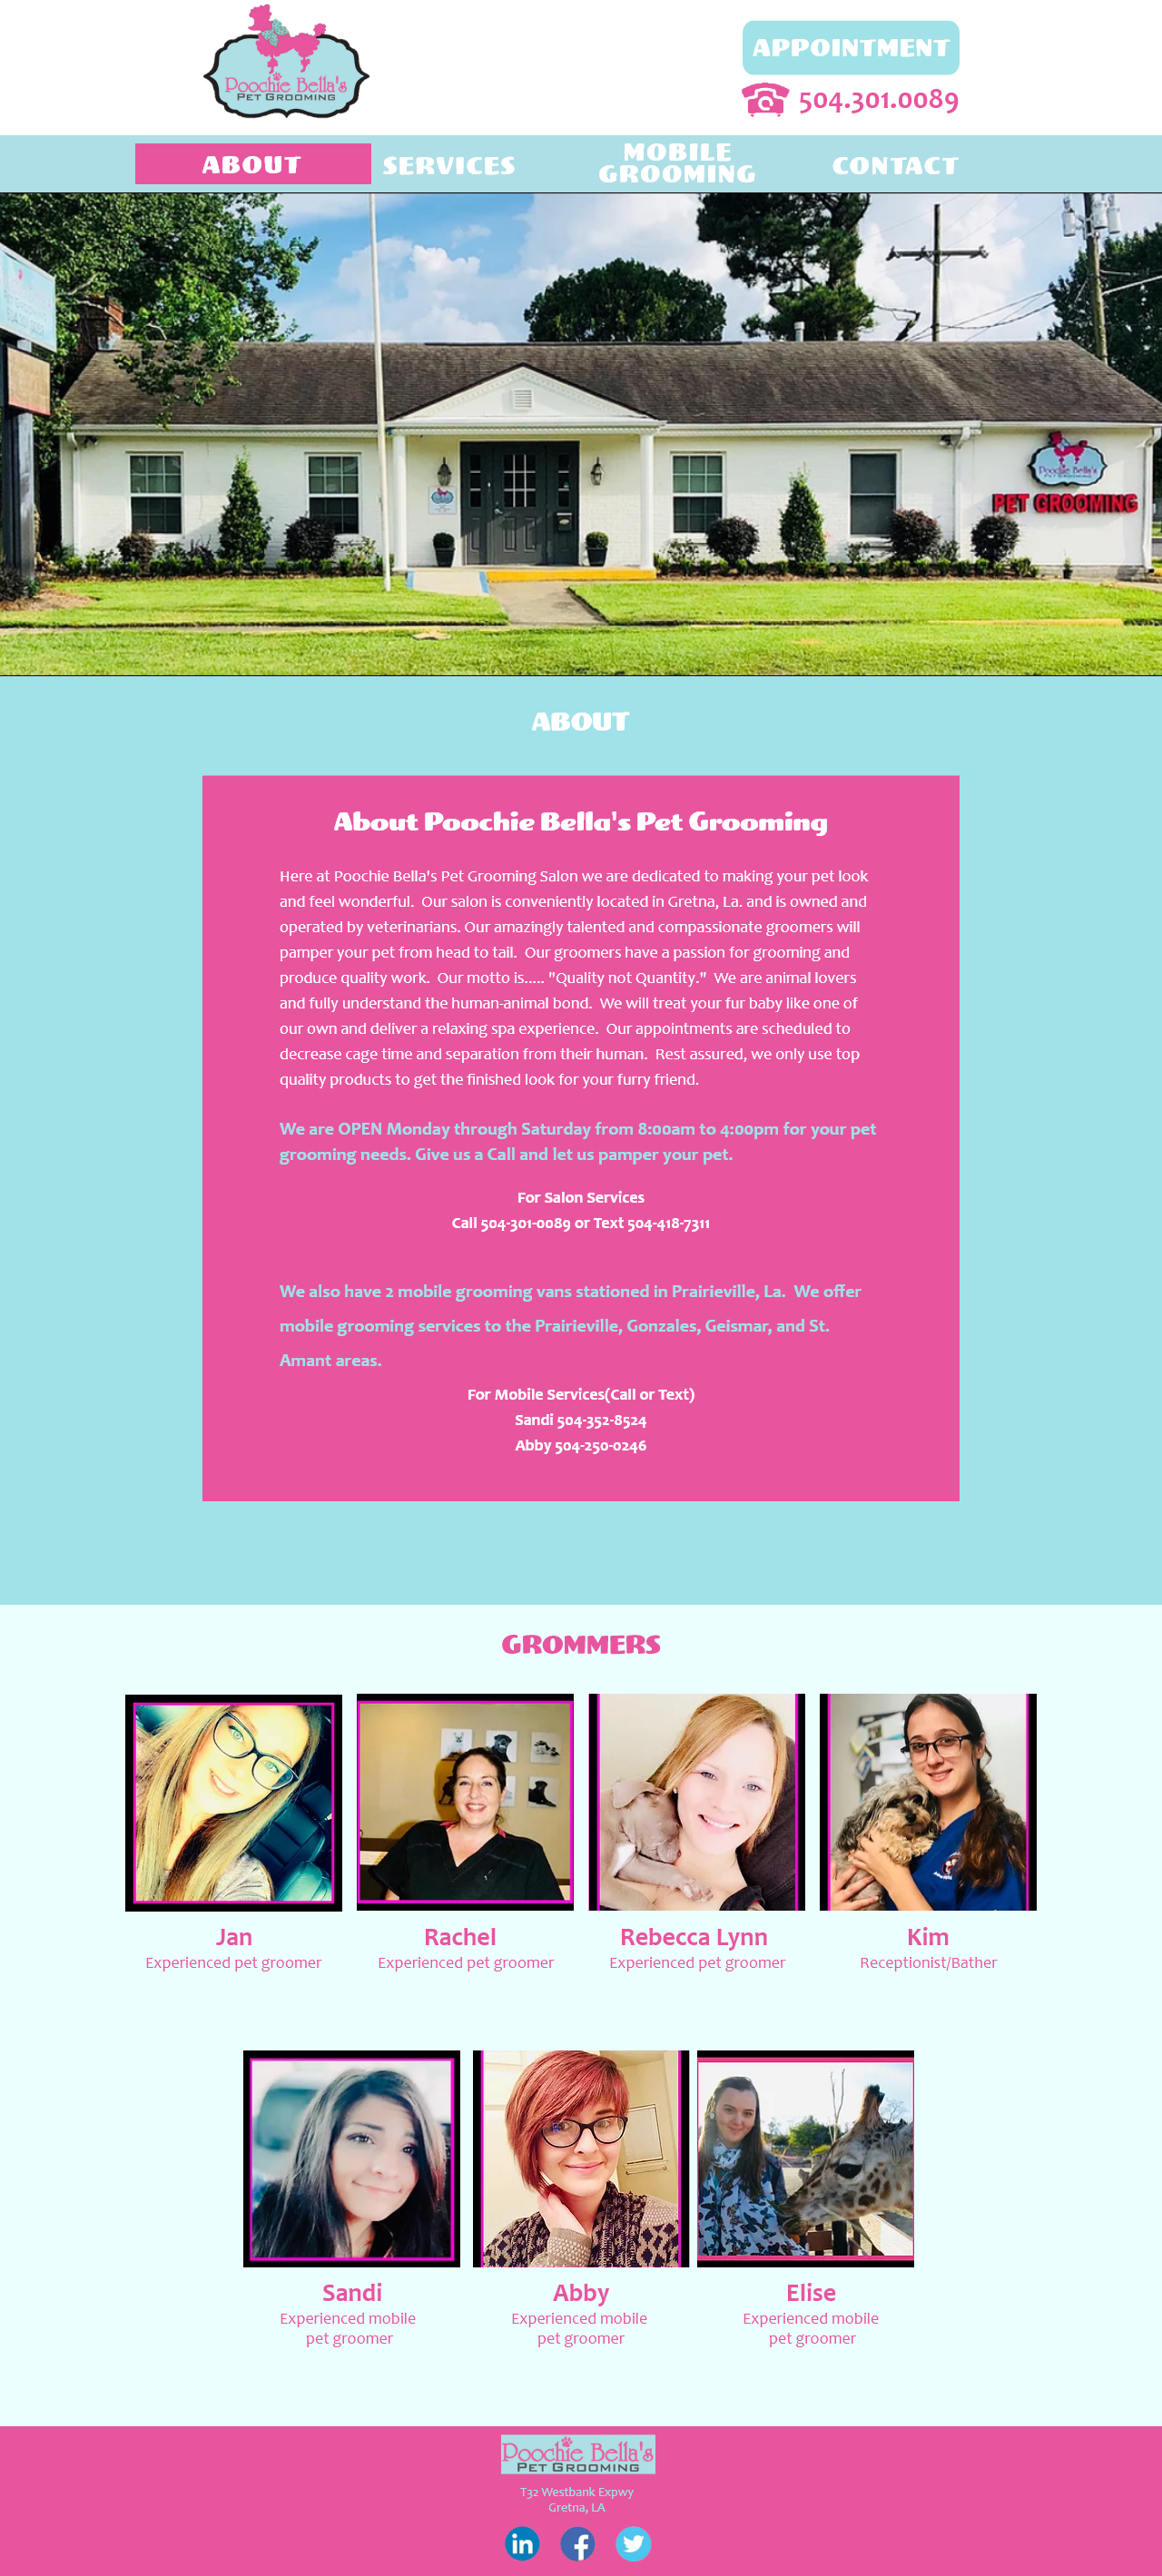 Poochie Bella's
PET GROOMING
APPOINTMENT
504.301.0089
ABOUT
SERVICES
MOBILE
GROOMING
CONTACT
Poochie Bella's
PET GROOMING
PET GROOMING
ABOUT
About Poochie Bella's Pet Grooming
Here at Poochie Bella's Pet Grooming Salon we are dedicated to making your pet look
and feel wonderful.  Our salon is conveniently located in Gretna, La. and is owned and
operated by veterinarians. Our amazingly talented and compassionate groomers will
pamper your pet from head to tail.  Our groomers have a passion for grooming and
produce quality work.  Our motto is..... "Quality not Quantity."  We are animal lovers
and fully understand the human-animal bond.  We will treat your fur baby like one of
our own and deliver a relaxing spa experience.  Our appointments are scheduled to
decrease cage time and separation from their human.  Rest assured, we only use top
quality products to get the finished look for your furry friend.
We are OPEN Monday through Saturday from 8:00am to 4:00pm for your pet
grooming needs. Give us a Call and let us pamper your pet.
For Salon Services
Call 504-301-0089 or Text 504-418-7311
We also have 2 mobile grooming vans stationed in Prairieville, La.  We offer
mobile grooming services to the Prairieville, Gonzales, Geismar, and St.
Amant areas.
For Mobile Services(Call or Text)
Sandi 504-352-8524
Abby 504-250-0246
GROMMERS
Jan
Experienced pet groomer
Rachel
Experienced pet groomer
Rebecca Lynn
Experienced pet groomer
Kim
Receptionist/Bather
Sandi
Experienced mobile
pet groomer
Abby
Experienced mobile
pet groomer
Elise
Experienced mobile
pet groomer
Poochie Bella's
PET GROOMING
T32 Westbank Expwy
Gretna, LA
in
f